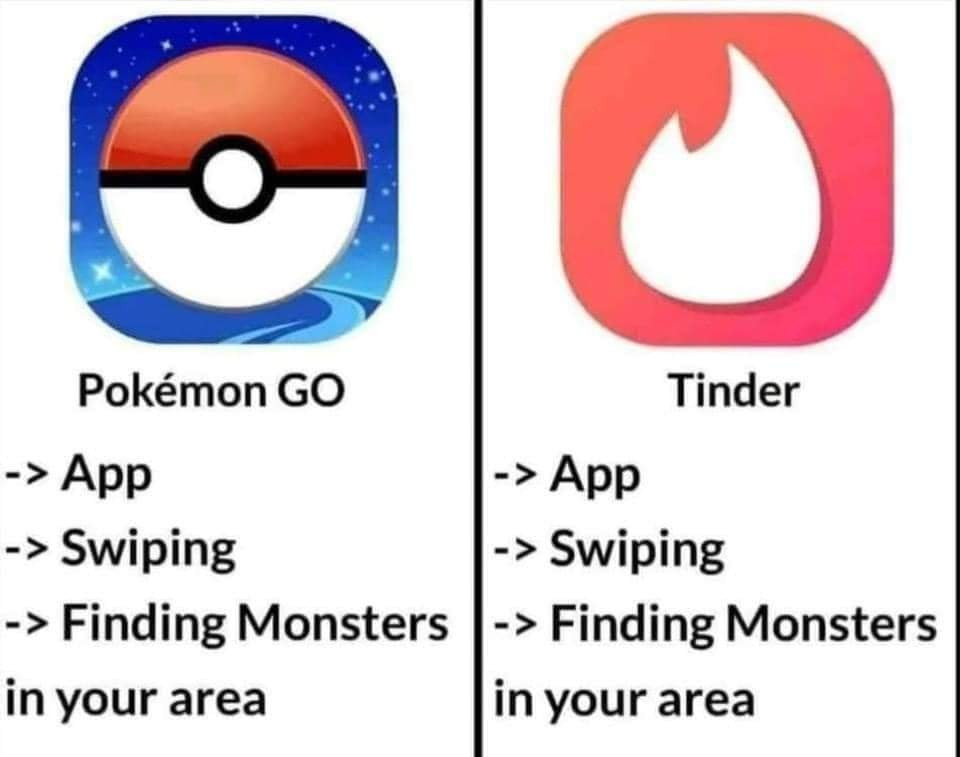 Pokémon GO
-> App
-> Swiping
-> Finding Monsters
in your area
Tinder
-> App
-> Swiping
-> Finding Monsters
in your area